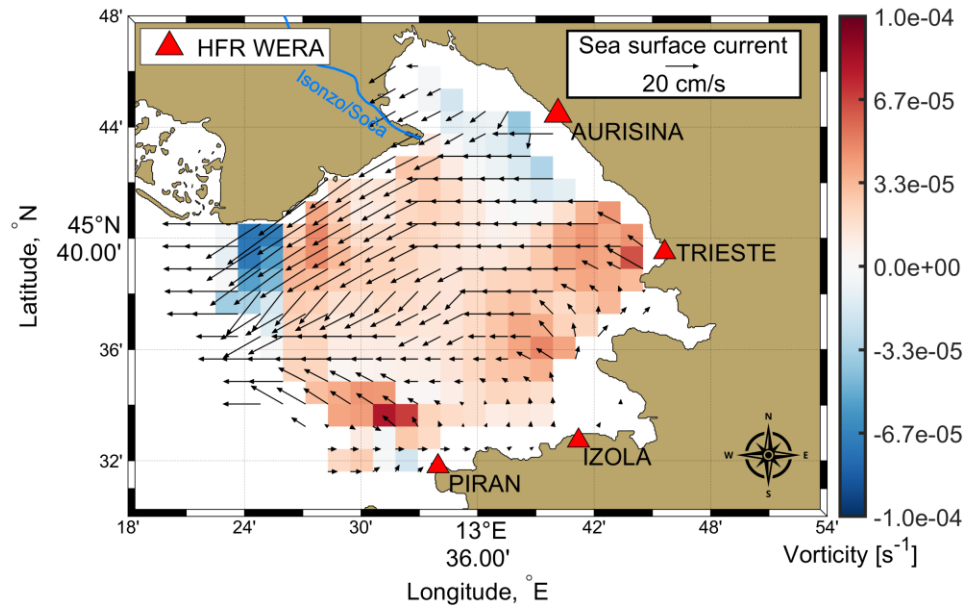 48'
44'
45°N
40.00'
36'
32'
Latitude, °N
18'
24'
30'
13°E
36.00'
42'
48'
54'
Longitude, °E
HFR WERA
Isonzo/Soča
Sea surface current
20 cm/s
AURISINA
TRIESTE
IZOLA
PIRAN
N
W
E
S
1.0e-04
6.7e-05
3.3e-05
0.0e+00
-3.3e-05
-6.7e-05
-1.0e-04
Vorticity [s⁻¹]